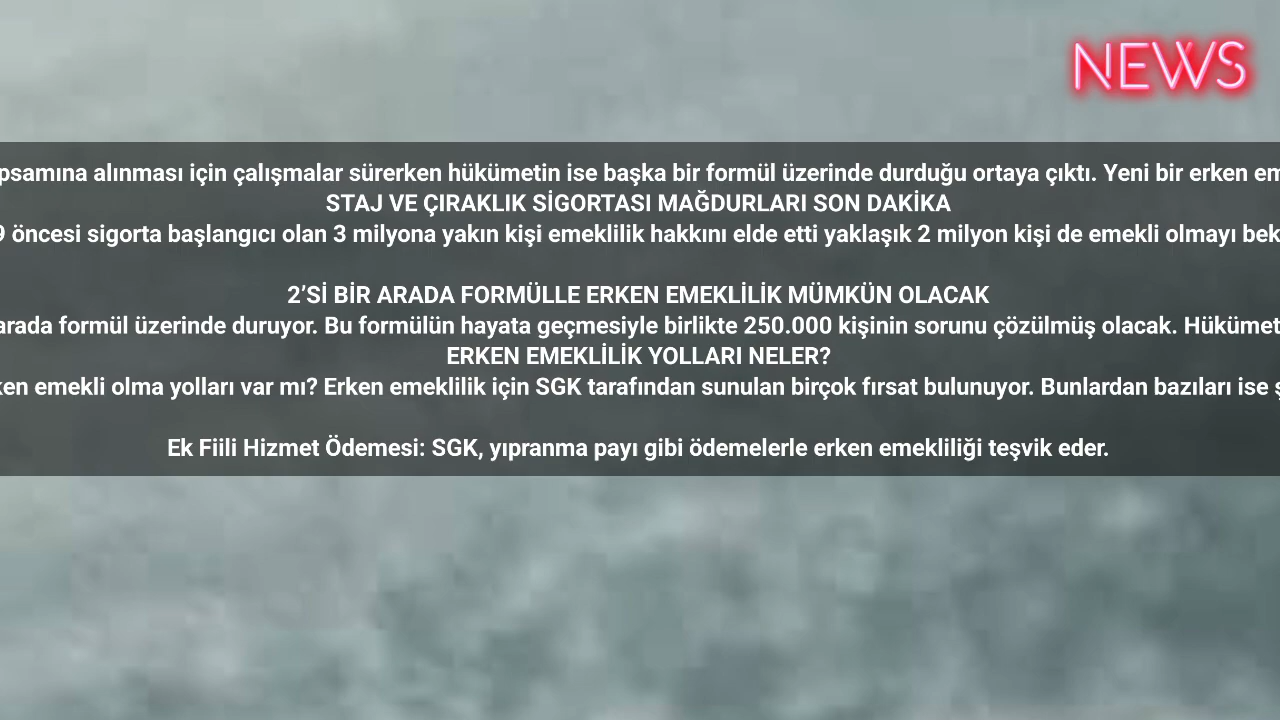 NEWS
alınması için çalışmalar sürerken hükümetin ise başka bir formül üzerinde durduğu ortaya çıktı. Yeni bir erken
STAJ VE ÇIRAKLIK SİGORTASI MAĞDURLARI SON DAKİKA
öncesi sigorta başlangıcı olan 3 milyona yakın kişi emeklilik hakkını elde etti yaklaşık 2 milyon kişi de emekli olmayı
2’Sİ BİR ARADA FORMÜLLE ERKEN EMEKLİLİK MÜMKÜN OLACAK
arada formül üzerinde duruyor. Bu formülün hayata geçmesiyle birlikte 250.000 kişinin sorunu çözülmüş olacak. Hükümet
ERKEN EMEKLİLİK YOLLARI NELER?
emekli olma yolları var mı? Erken emeklilik için SGK tarafından sunulan birçok fırsat bulunuyor. Bunlardan bazıları ise
Ek Fiili Hizmet Ödemesi: SGK, yıpranma payı gibi ödemelerle erken emekliliği teşvik eder.